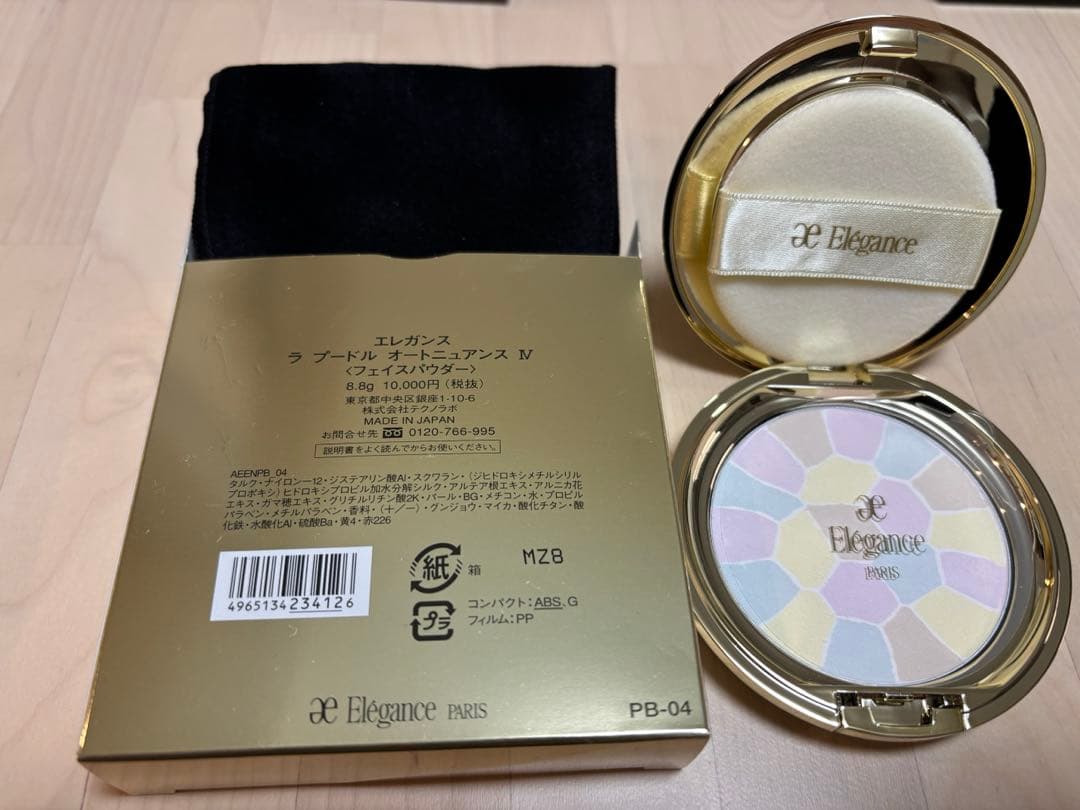 エレガンス
ラ プードル オートニュアンス Ⅳ
〈フェイスパウダー〉
8.8g 10,000円（税抜）
東京都中央区銀座1-10-6
株式会社テクノラボ
MADE IN JAPAN
お問合せ先 0120-766-995
説明書をよく読んでからお使いください。
AEENPB_04
タルク・ナイロン-12・ジステアリン酸Al・スクワラン・（ジヒドロキシメチルシリル
プロポキシ）ヒドロキシプロピル加水分解シルク・アルテア根エキス・アルニカ花
エキス・ガマ穂エキス・グリチルリチン酸2K・パール・BG・メチコン・水・プロピル
パラベン・メチルパラベン・香料・（＋/－）・グンジョウ・マイカ・酸化チタン・酸
化鉄・水酸化Al・硫酸Ba・黄4・赤226
4965134234126
紙 箱
MZ8
プラ
コンパクト：ABS、G
フィルム：PP
æ Elégance PARIS
PB-04
æ Elégance
æ
Elégance
PARIS